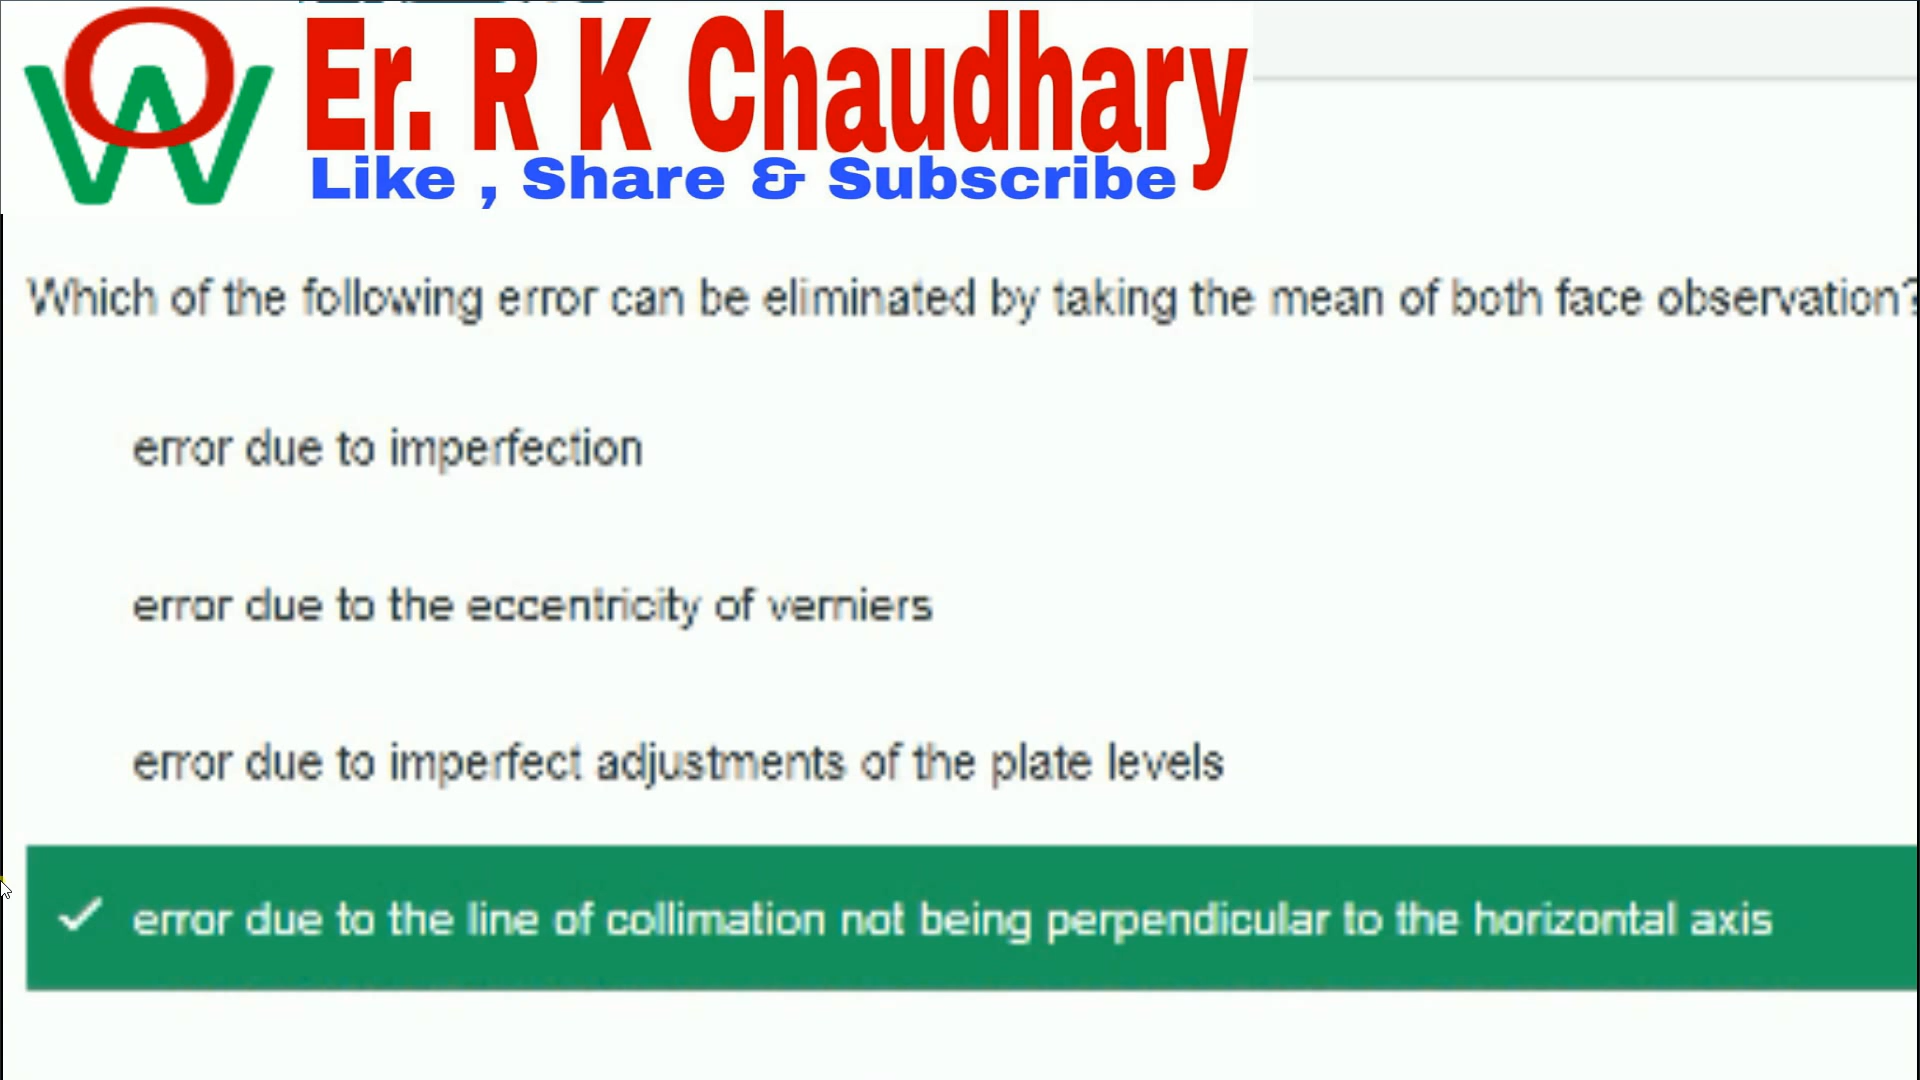 Er. R K Chaudhary
Like , Share & Subscribe
Which of the following error can be eliminated by taking the mean of both face observation?
error due to imperfection
error due to the eccentricity of verniers
error due to imperfect adjustments of the plate levels
error due to the line of collimation not being perpendicular to the horizontal axis